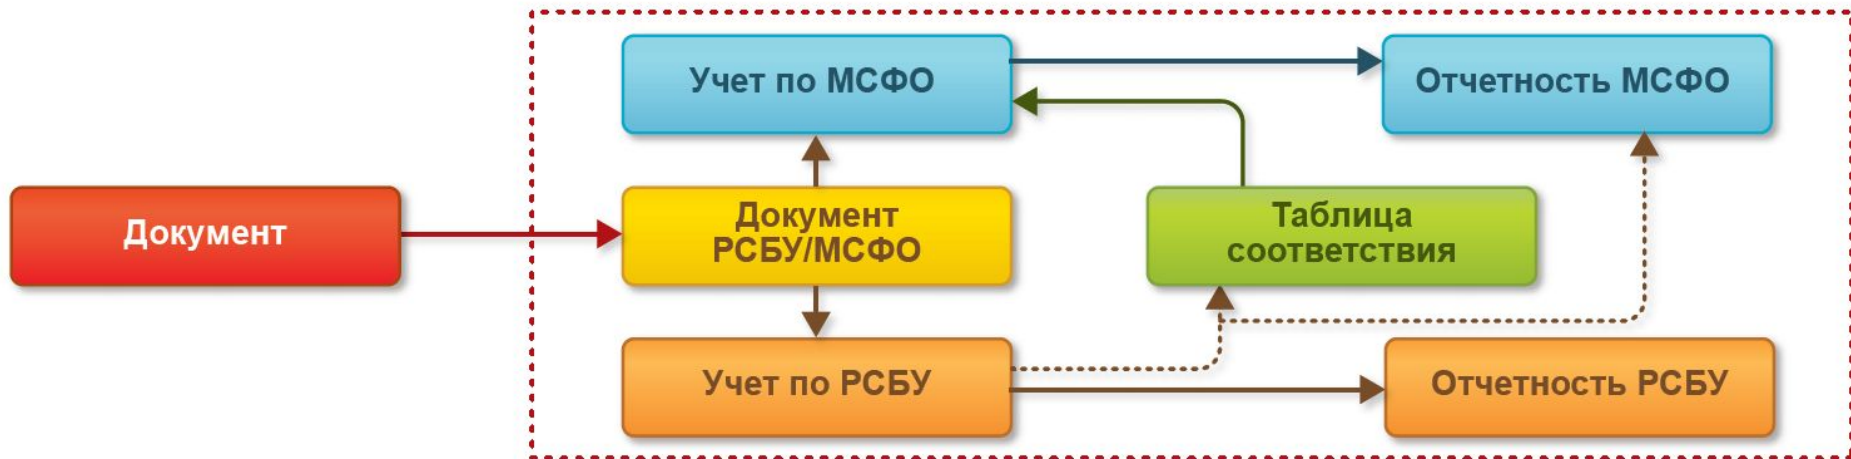 Учет по МСФО
Отчетность МСФО
Документ
Документ
РСБУ/МСФО
Таблица
соответствия
Учет по РСБУ
Отчетность РСБУ